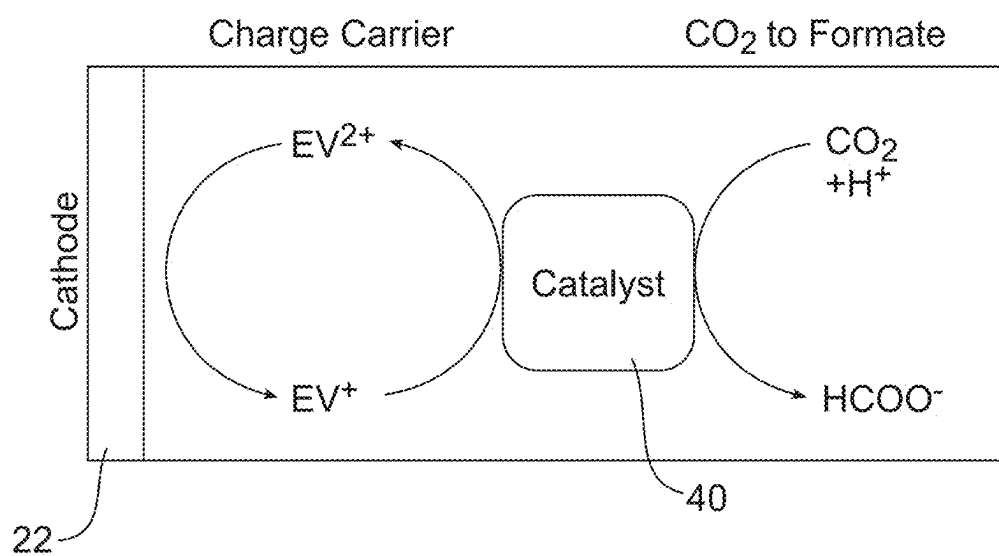 Charge Carrier
CO₂ to Formate
Cathode
EV²⁺
CO₂
+H⁺
Catalyst
EV⁺
HCOO⁻
40
22